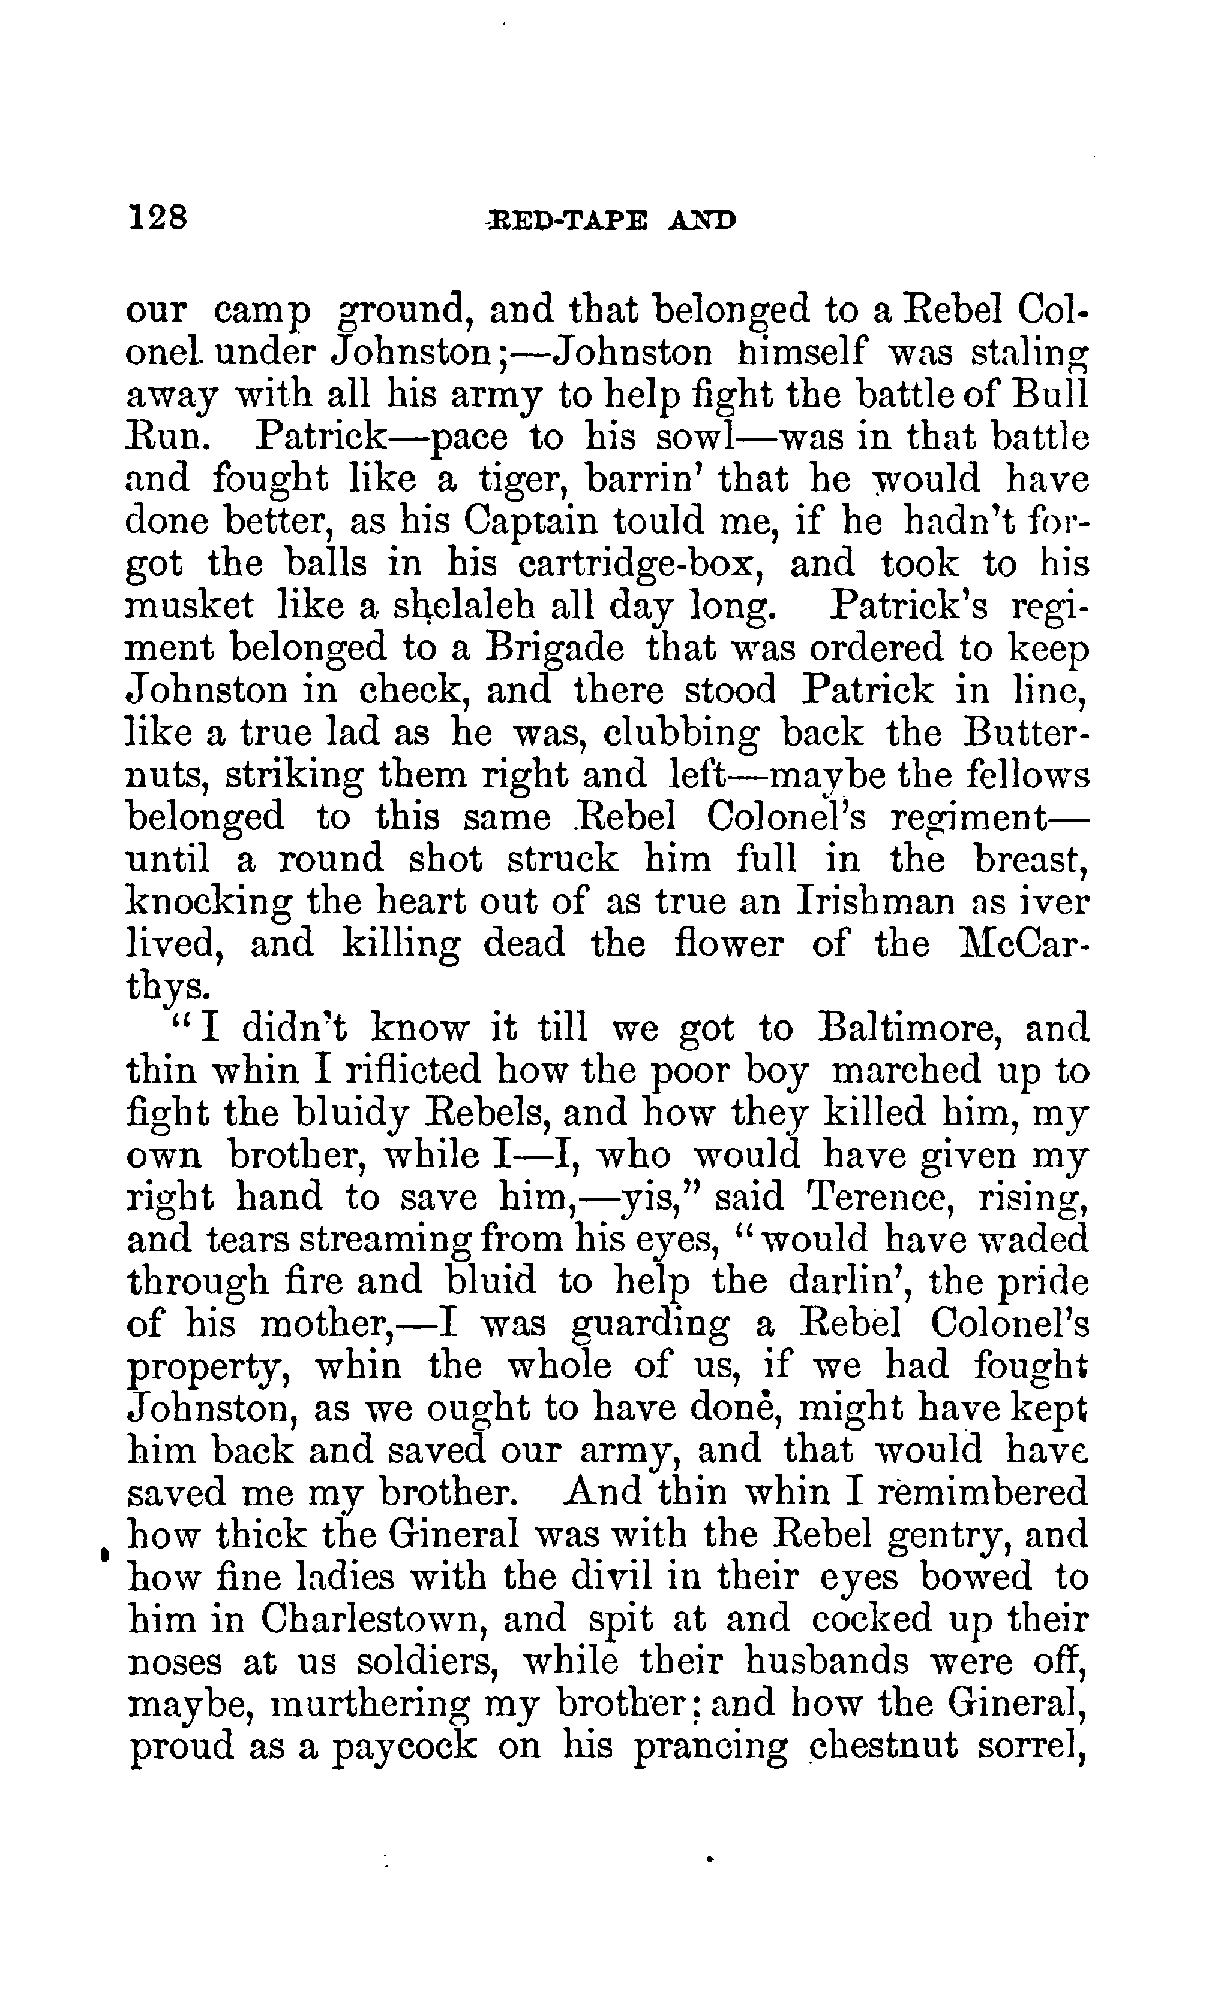 128 RED-TAPE AND
our camp ground, and that belonged to a Rebel Col-
onel under Johnston;—Johnston himself was staling
away with all his army to help fight the battle of Bull
Run. Patrick—pace to his sowl—was in that battle
and fought like a tiger, barrin' that he would have
done better, as his Captain tould me, if he hadn't for-
got the balls in his cartridge-box, and took to his
musket like a shelaleh all day long. Patrick's regi-
ment belonged to a Brigade that was ordered to keep
Johnston in check, and there stood Patrick in line,
like a true lad as he was, clubbing back the Butter-
nuts, striking them right and left—maybe the fellows
belonged to this same Rebel Colonel's regiment—
until a round shot struck him full in the breast,
knocking the heart out of as true an Irishman as iver
lived, and killing dead the flower of the McCar-
thys.
"I didn't know it till we got to Baltimore, and
thin whin I riflicted how the poor boy marched up to
fight the bluidy Rebels, and how they killed him, my
own brother, while I—I, who would have given my
right hand to save him,—yis," said Terence, rising,
and tears streaming from his eyes, "would have waded
through fire and bluid to help the darlin', the pride
of his mother,—I was guarding a Rebel Colonel's
property, whin the whole of us, if we had fought
Johnston, as we ought to have done, might have kept
him back and saved our army, and that would have
saved me my brother. And thin whin I remimbered
how thick the Gineral was with the Rebel gentry, and
how fine ladies with the divil in their eyes bowed to
him in Charlestown, and spit at and cocked up their
noses at us soldiers, while their husbands were off,
maybe, murthering my brother; and how the Gineral,
proud as a paycock on his prancing chestnut sorrel,